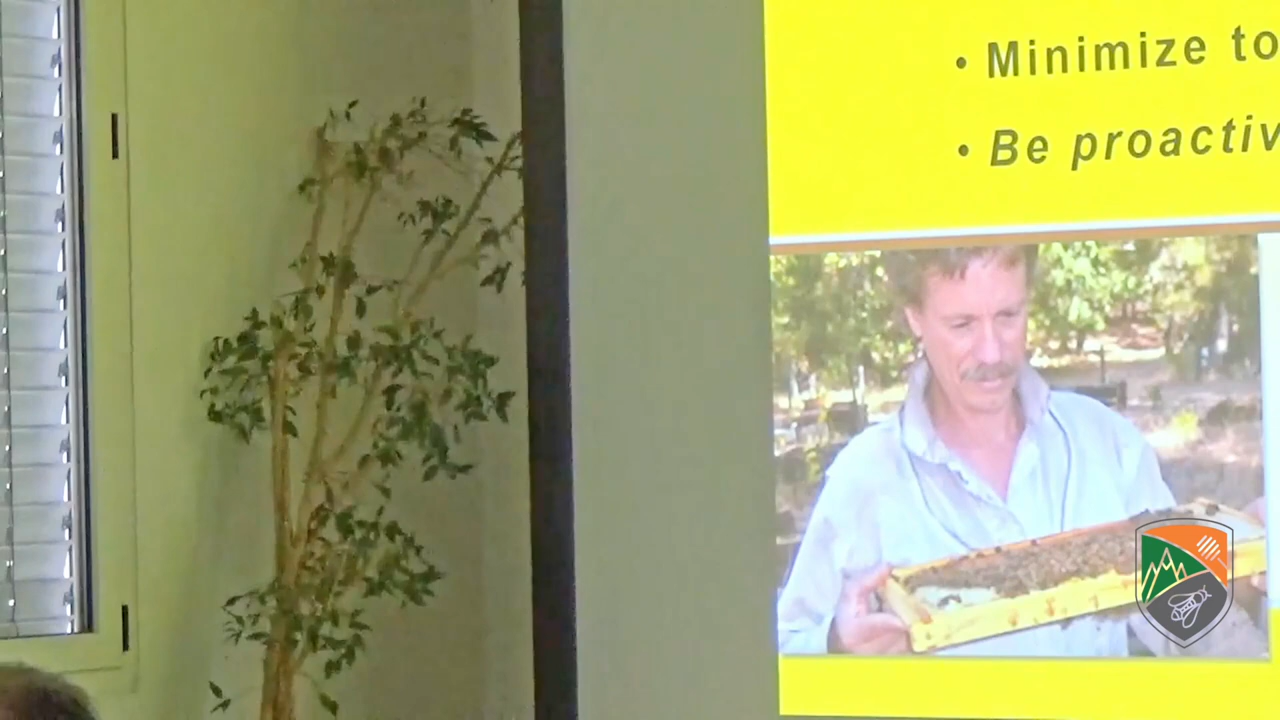 • Minimize to
• Be proactiv